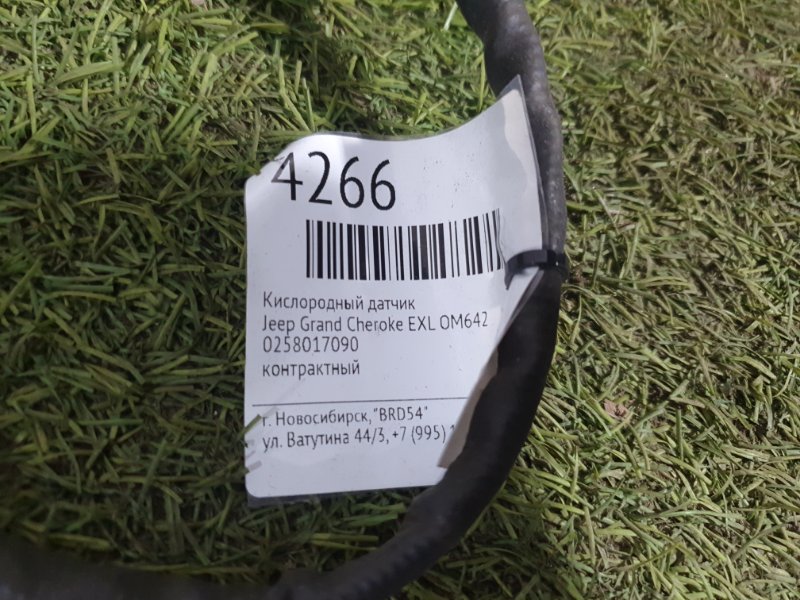 4266
Кислородный датчик
Jeep Grand Cheroke EXL OM642
0258017090
контрактный
г. Новосибирск, "BRD54"
ул. Ватутина 44/3, +7 (995)